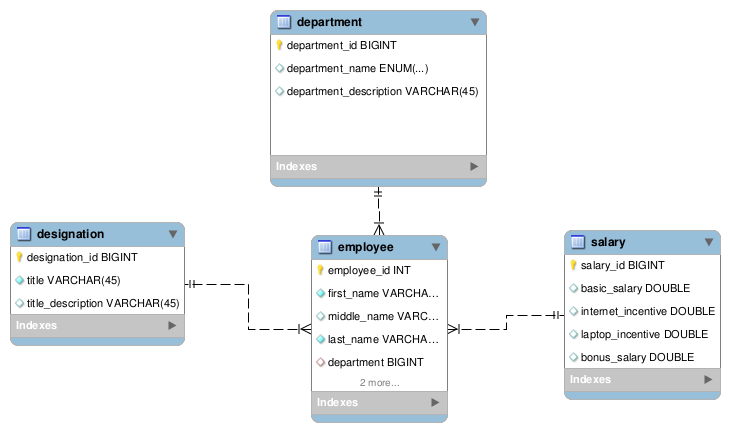 department
department_id BIGINT
department_name ENUM(...)
department_description VARCHAR(45)
Indexes
designation
designation_id BIGINT
title VARCHAR(45)
title_description VARCHAR(45)
Indexes
employee
employee_id INT
first_name VARCHA...
middle_name VARC...
last_name VARCHA...
department BIGINT
2 more...
Indexes
salary
salary_id BIGINT
basic_salary DOUBLE
internet_incentive DOUBLE
laptop_incentive DOUBLE
bonus_salary DOUBLE
Indexes